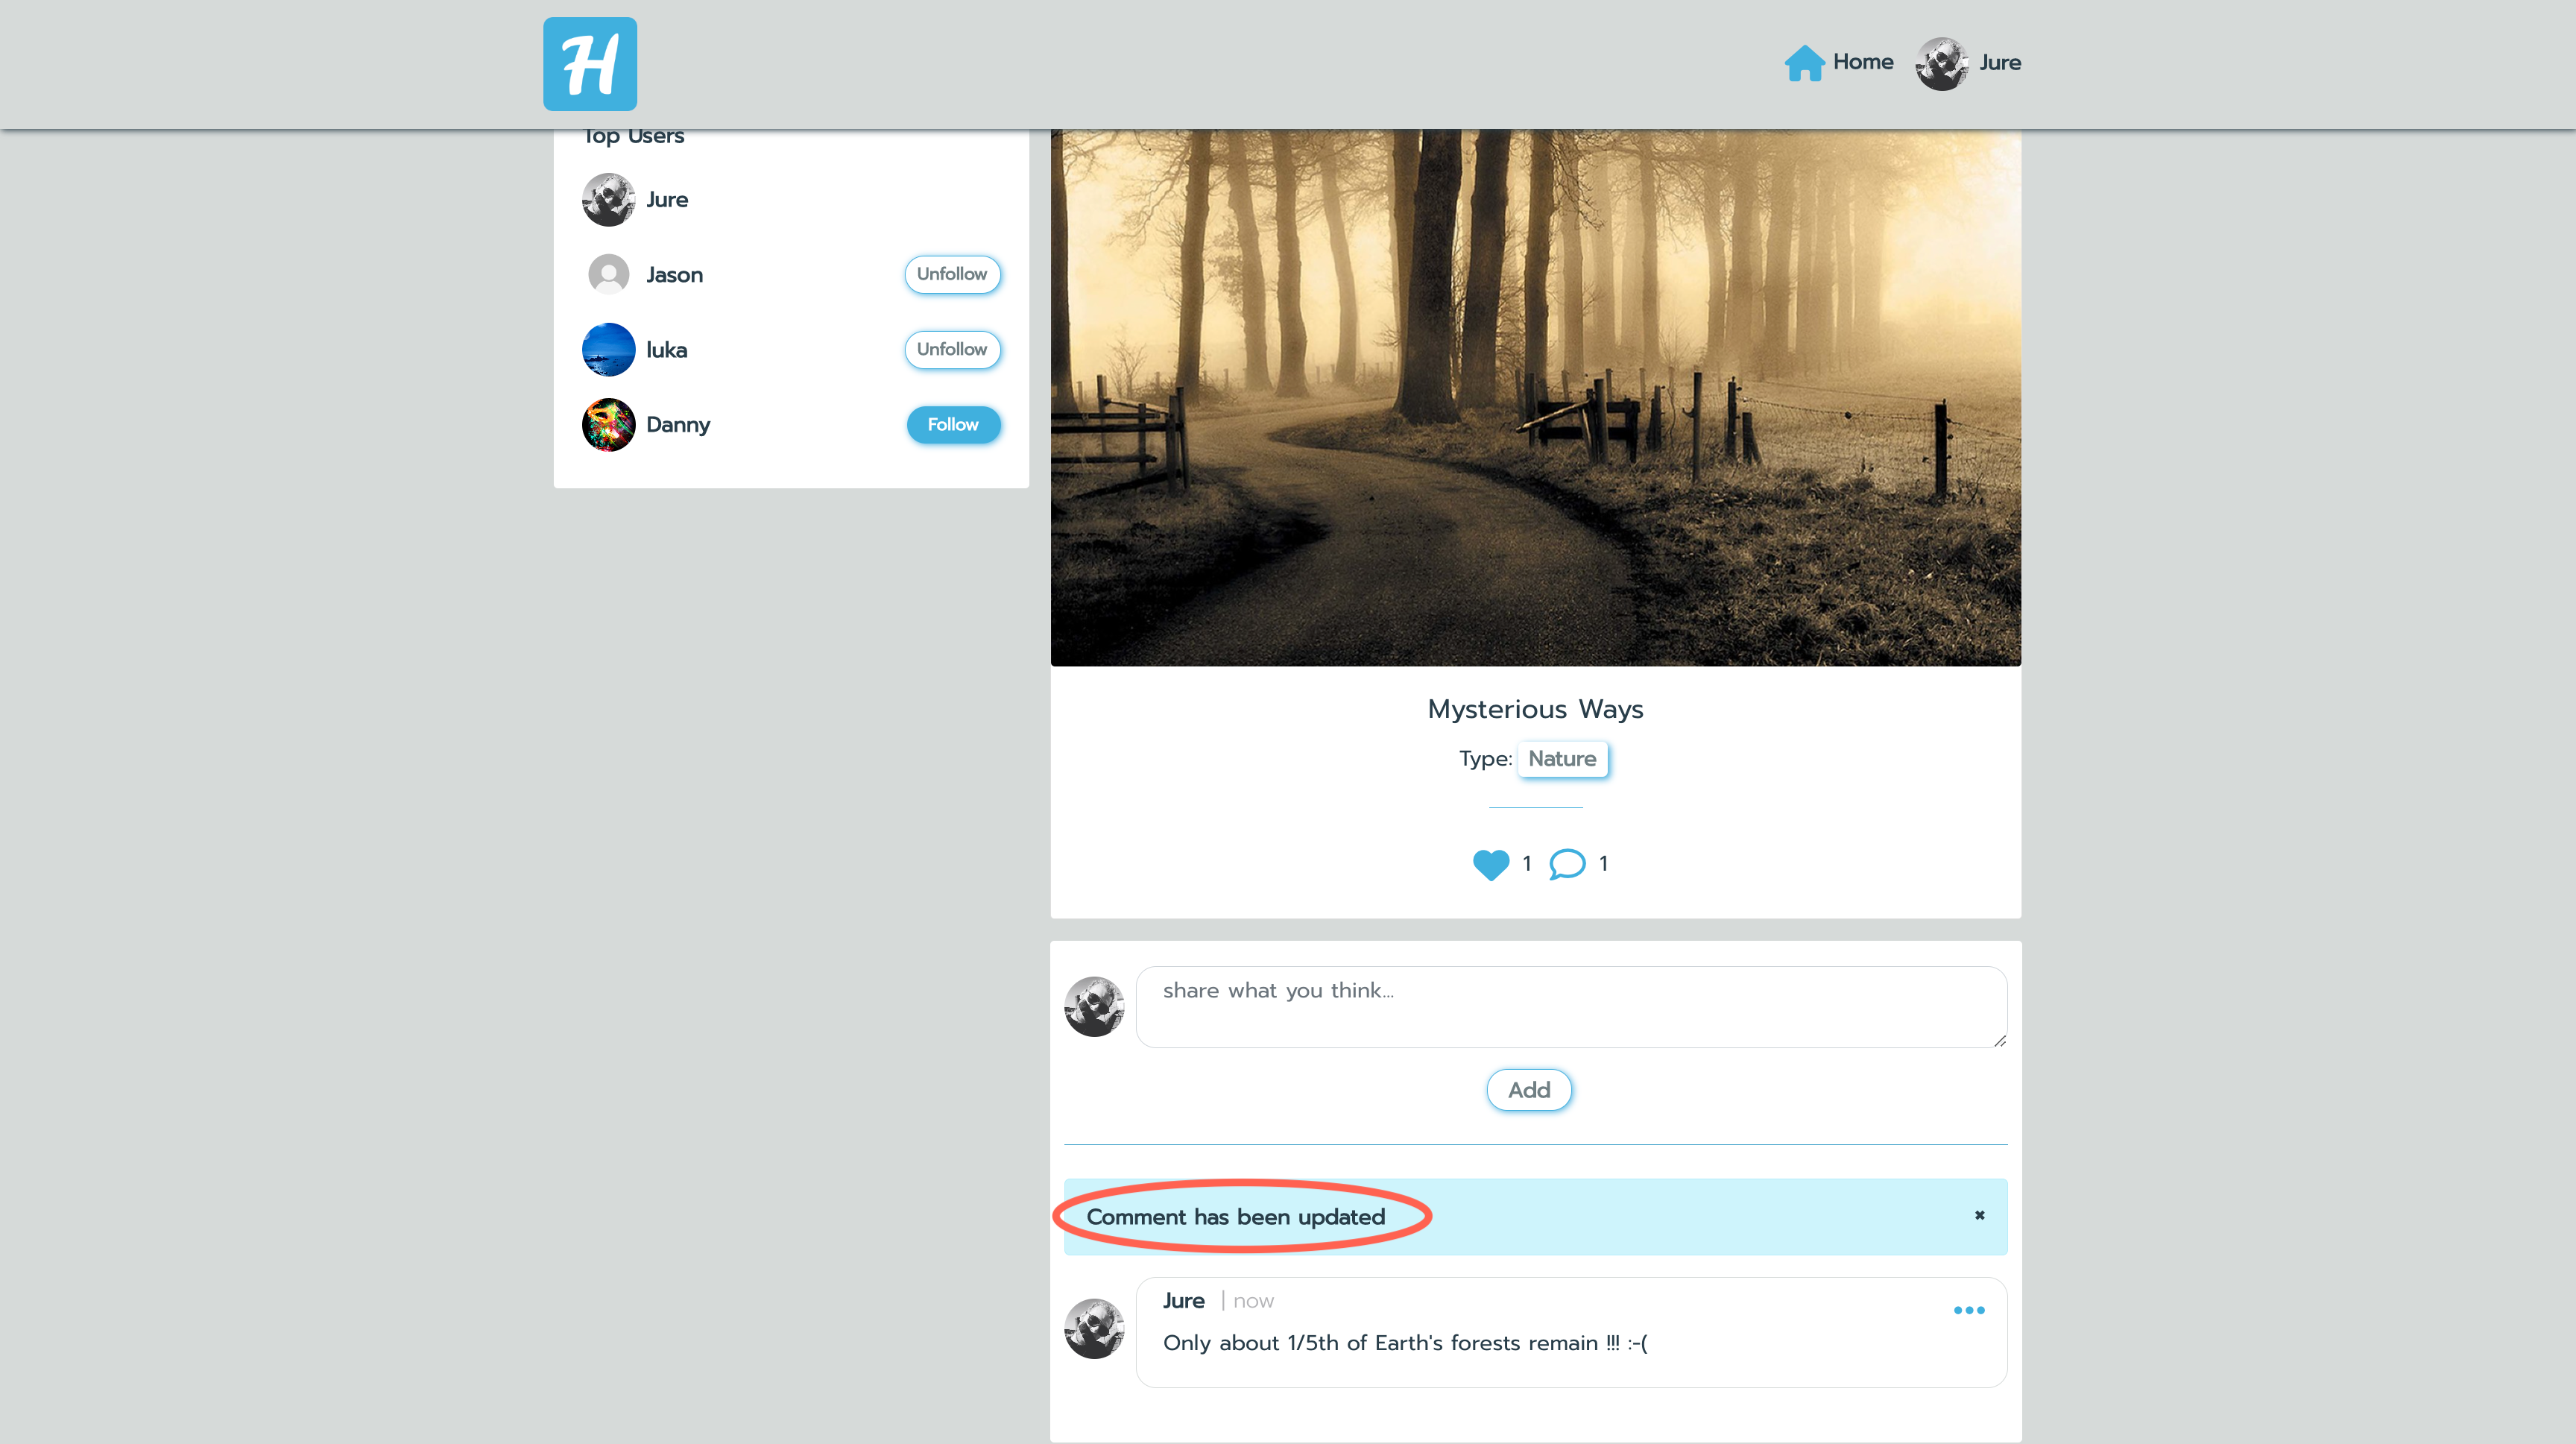 H
Home
Jure
Top Users
Jure
Jason
Unfollow
luka
Unfollow
Danny
Follow
Mysterious Ways
Type: Nature
1 1
share what you think...
Add
Comment has been updated
Jure | now
Only about 1/5th of Earth's forests remain !!! :-(